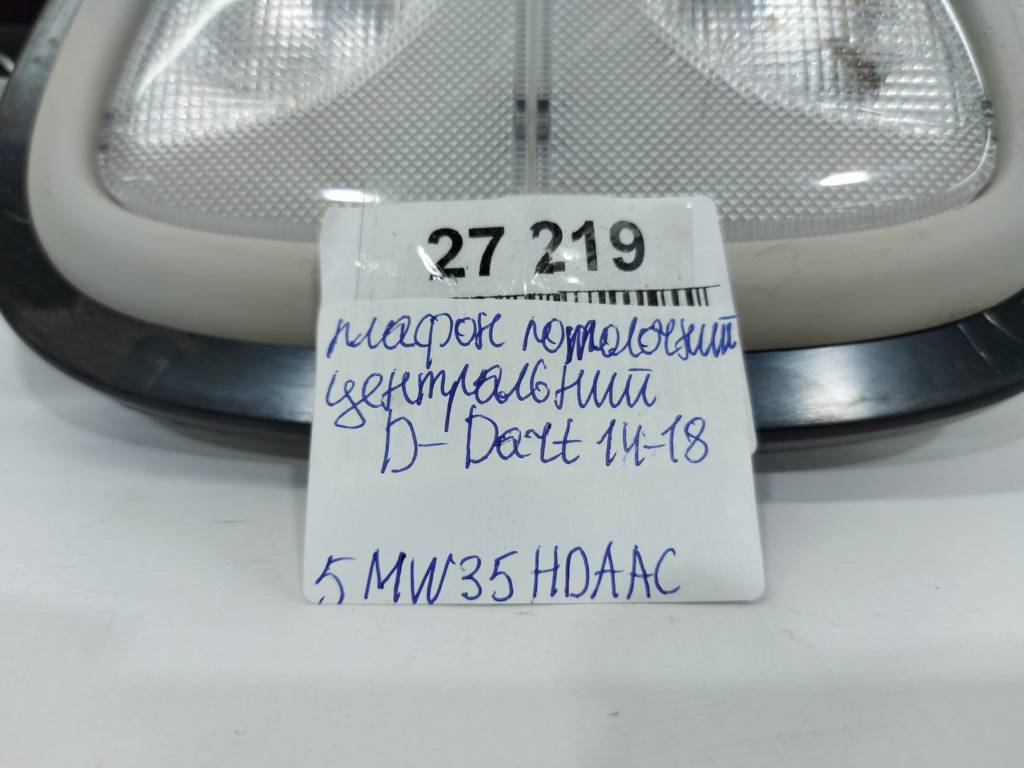 27 219
плафон потолочний
центральний
D-Dart 14-18
5MW35HDAAC